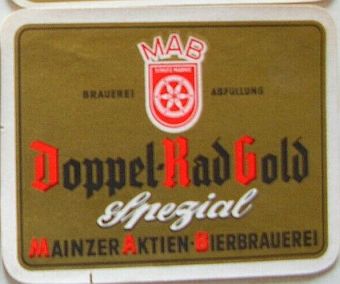 MAB
BRAUEREI ABFÜLLUNG
Doppel-Rad Gold
Spezial
MAINZER AKTIEN-BIERBRAUEREI